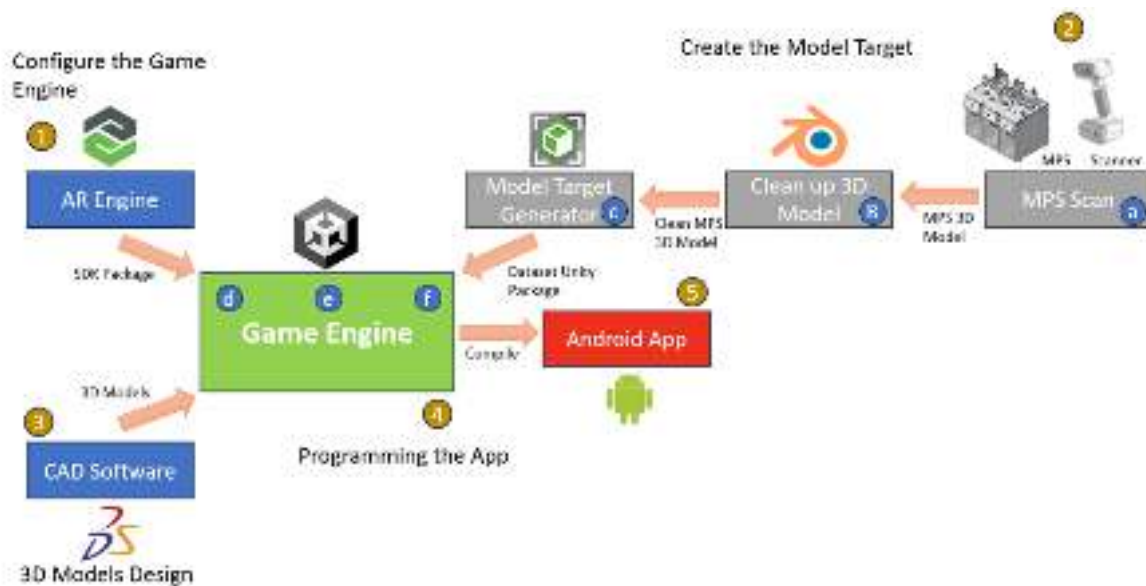 Configure the Game
Engine
1
AR Engine
SDK Package
Create the Model Target
2
MPS Scanner
MPS Scan a
MPS 3D
Model
Clean up 3D
Model B
Clean MPS
3D Model
Model Target
Generator c
Dataset Unity
Package
d e f
Game Engine
Compile
5
Android App
3D Models
3
CAD Software
4
Programming the App
3DS
3D Models Design